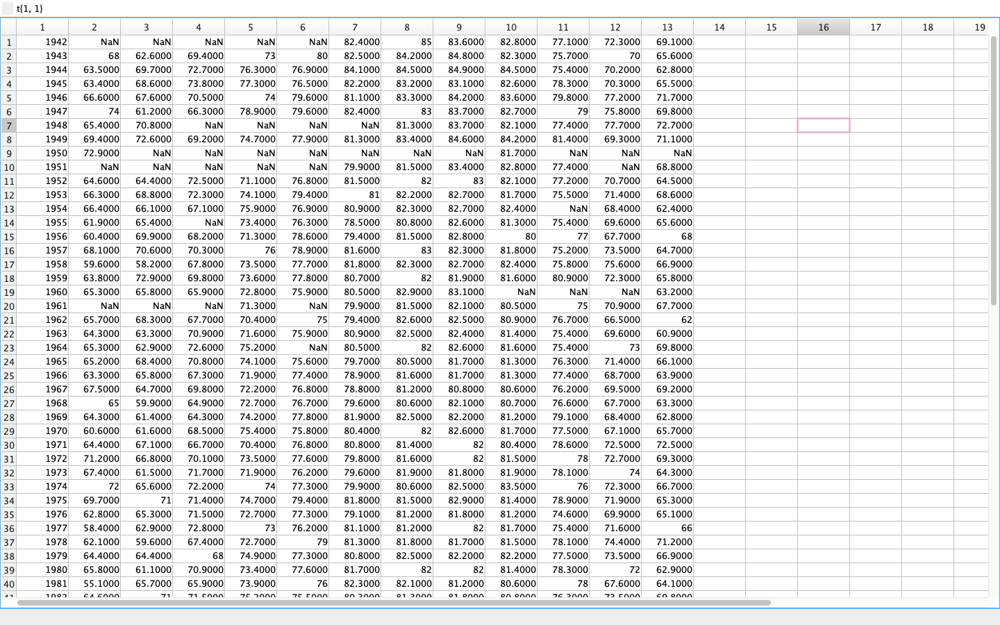 t{1, 1}
1 2 3 4 5 6 7 8 9 10 11 12 13 14 15 16 17 18 19
1 1942 NaN NaN NaN NaN NaN 82.4000 85 83.6000 82.8000 77.1000 72.3000 69.1000
2 1943 68 62.6000 69.4000 73 80 82.5000 84.2000 84.8000 82.3000 75.7000 70 65.6000
3 1944 63.5000 69.7000 72.7000 76.3000 76.9000 84.1000 84.5000 84.9000 84.5000 75.4000 70.2000 62.8000
4 1945 63.4000 68.6000 73.8000 77.3000 76.5000 82.2000 83.2000 83.1000 82.6000 78.3000 70.3000 65.5000
5 1946 66.6000 67.6000 70.5000 74 79.6000 81.1000 83.3000 84.2000 83.6000 79.8000 77.2000 71.7000
6 1947 74 61.2000 66.3000 78.9000 79.6000 82.4000 83 83.7000 82.7000 79 75.8000 69.8000
7 1948 65.4000 70.8000 NaN NaN NaN NaN 81.3000 83.7000 82.1000 77.4000 77.7000 72.7000
8 1949 69.4000 72.6000 69.2000 74.7000 77.9000 81.3000 83.4000 84.6000 84.2000 81.4000 69.3000 71.1000
9 1950 72.9000 NaN NaN NaN NaN NaN NaN NaN 81.7000 NaN NaN NaN
10 1951 NaN NaN NaN NaN NaN 79.9000 81.5000 83.4000 82.8000 77.4000 NaN 68.8000
11 1952 64.6000 64.4000 72.5000 71.1000 76.8000 81.5000 82 83 82.1000 77.2000 70.7000 64.5000
12 1953 66.3000 68.8000 72.3000 74.1000 79.4000 81 82.2000 82.7000 81.7000 75.5000 71.4000 68.6000
13 1954 66.4000 66.1000 67.1000 75.9000 76.9000 80.9000 82.3000 82.7000 82.4000 NaN 68.4000 62.4000
14 1955 61.9000 65.4000 NaN 73.4000 76.3000 78.5000 80.8000 82.6000 81.3000 75.4000 69.6000 65.6000
15 1956 60.4000 69.9000 68.2000 71.3000 78.6000 79.4000 81.5000 82.8000 80 77 67.7000 68
16 1957 68.1000 70.6000 70.3000 76 78.9000 81.6000 83 82.3000 81.8000 75.2000 73.5000 64.7000
17 1958 59.6000 58.2000 67.8000 73.5000 77.7000 81.8000 82.3000 82.7000 82.4000 75.8000 75.6000 66.9000
18 1959 63.8000 72.9000 69.8000 73.6000 77.8000 80.7000 82 81.9000 81.6000 80.9000 72.3000 65.8000
19 1960 65.3000 65.8000 65.9000 72.8000 75.9000 80.5000 82.9000 83.1000 NaN NaN NaN 63.2000
20 1961 NaN NaN NaN 71.3000 NaN 79.9000 81.5000 82.1000 80.5000 75 70.9000 67.7000
21 1962 65.7000 68.3000 67.7000 70.4000 75 79.4000 82.6000 82.5000 80.9000 76.7000 66.5000 62
22 1963 64.3000 63.3000 70.9000 71.6000 75.9000 80.9000 82.5000 82.4000 81.4000 75.4000 69.6000 60.9000
23 1964 65.3000 62.9000 72.6000 75.2000 NaN 80.5000 82 82.6000 81.6000 75.4000 73 69.8000
24 1965 65.2000 68.4000 70.8000 74.1000 75.6000 79.7000 80.5000 81.7000 81.3000 76.3000 71.4000 66.1000
25 1966 63.3000 65.8000 67.3000 71.9000 77.4000 78.9000 81.6000 81.7000 81.3000 77.4000 68.7000 63.9000
26 1967 67.5000 64.7000 69.8000 72.2000 76.8000 78.8000 81.2000 80.8000 80.6000 76.2000 69.5000 69.2000
27 1968 65 59.9000 64.9000 72.7000 76.7000 79.6000 80.6000 82.1000 80.7000 76.6000 67.7000 63.3000
28 1969 64.3000 61.4000 64.3000 74.2000 77.8000 81.9000 82.5000 82.2000 81.2000 79.1000 68.4000 62.8000
29 1970 60.6000 61.6000 68.5000 75.4000 75.8000 80.4000 82 82.6000 81.7000 77.5000 67.1000 65.7000
30 1971 64.4000 67.1000 66.7000 70.4000 76.8000 80.8000 81.4000 82 80.4000 78.6000 72.5000 72.5000
31 1972 71.2000 66.8000 70.1000 73.5000 77.6000 79.8000 81.6000 82 81.5000 78 72.7000 69.3000
32 1973 67.4000 61.5000 71.7000 71.9000 76.2000 79.6000 81.9000 81.8000 81.9000 78.1000 74 64.3000
33 1974 72 65.6000 72.2000 74 77.3000 79.9000 80.6000 82.5000 83.5000 76 72.3000 66.7000
34 1975 69.7000 71 71.4000 74.7000 79.4000 81.8000 81.5000 82.9000 81.4000 78.9000 71.9000 65.3000
35 1976 62.8000 65.3000 71.5000 72.7000 77.3000 79.1000 81.2000 81.8000 81.2000 74.6000 69.9000 65.1000
36 1977 58.4000 62.9000 72.8000 73 76.2000 81.1000 81.2000 82 81.7000 75.4000 71.6000 66
37 1978 62.1000 59.6000 67.4000 72.7000 79 81.3000 81.8000 81.7000 81.5000 78.1000 74.4000 71.2000
38 1979 64.4000 64.4000 68 74.9000 77.3000 80.8000 82.5000 82.2000 82.2000 77.5000 73.5000 66.9000
39 1980 65.8000 61.1000 70.9000 73.4000 77.6000 81.7000 82 82 81.4000 78.3000 72 62.9000
40 1981 55.1000 65.7000 65.9000 73.9000 76 82.3000 82.1000 81.2000 80.6000 78 67.6000 64.1000